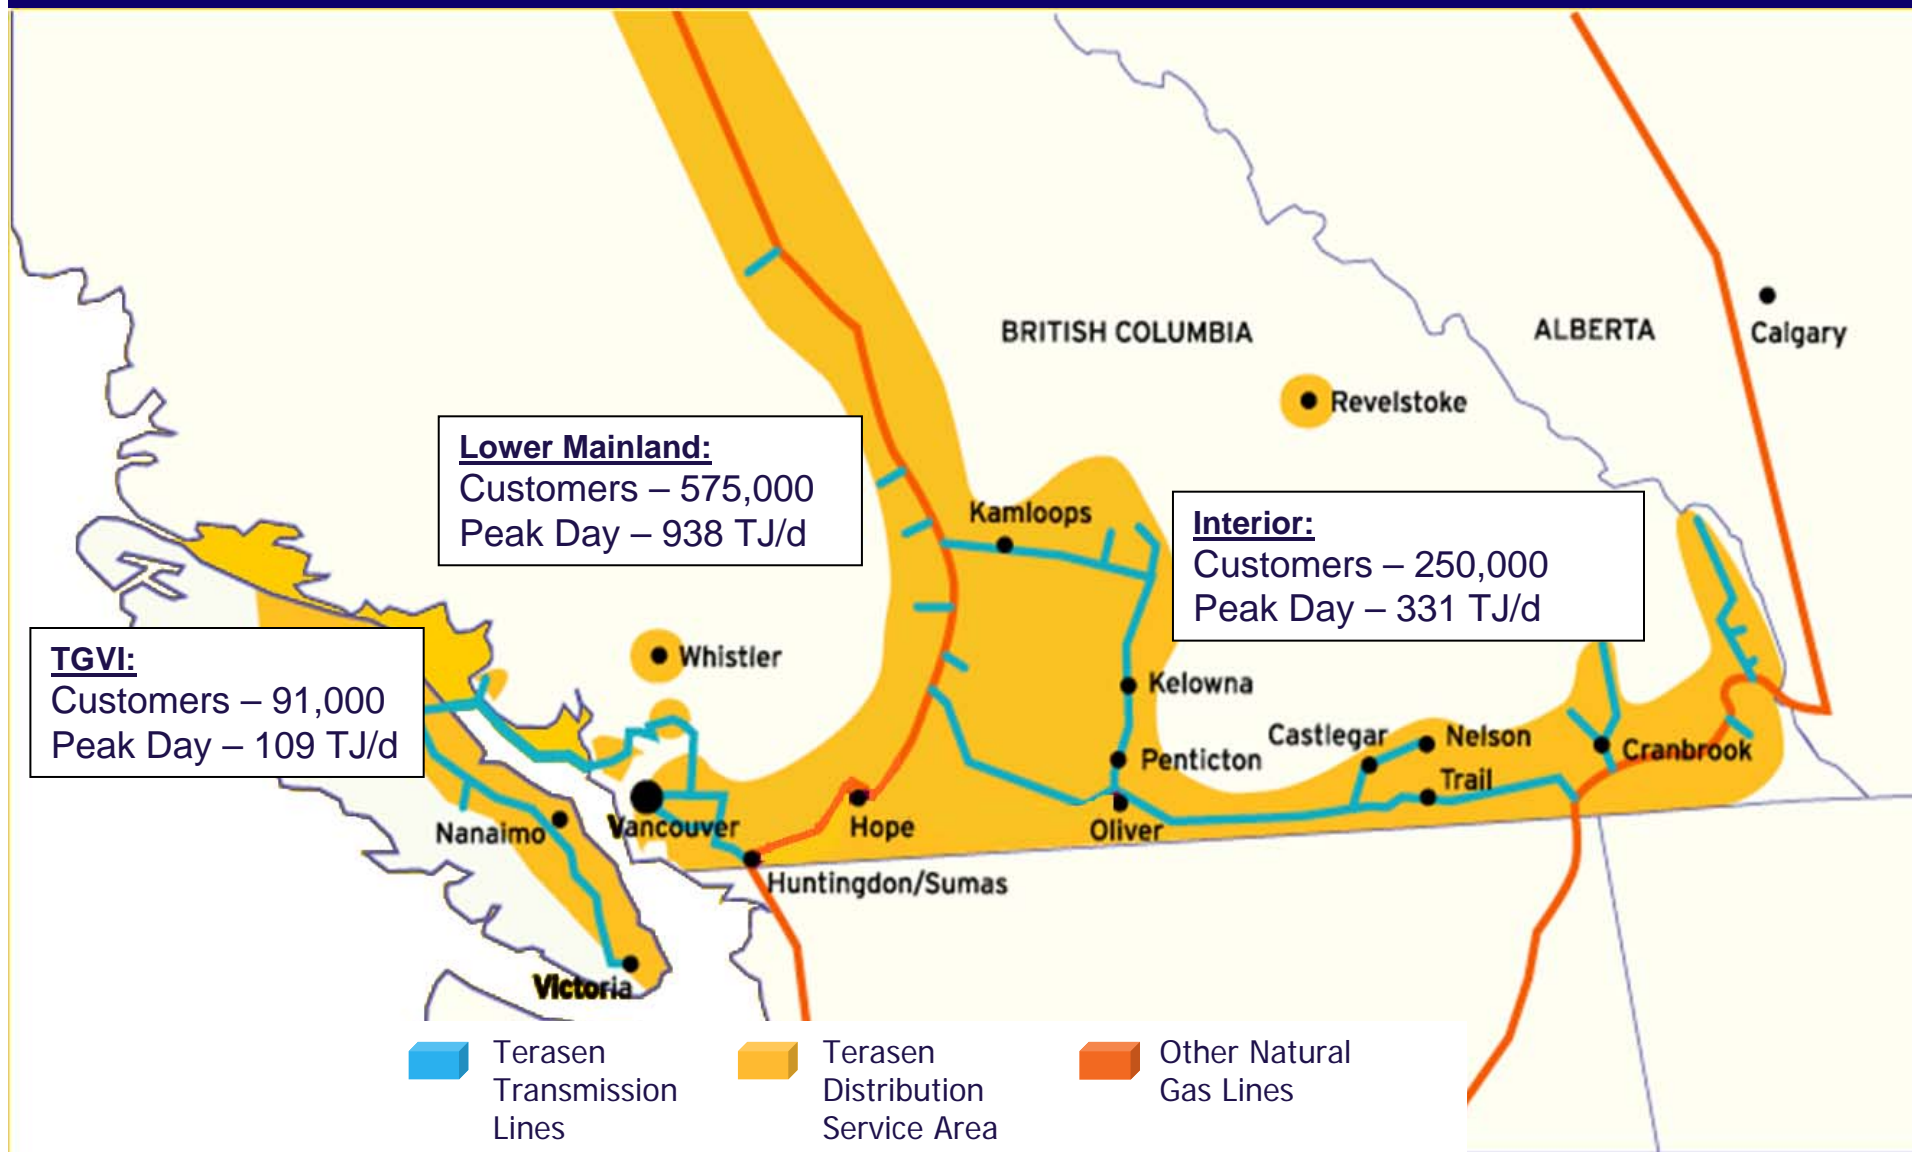 BRITISH COLUMBIA
ALBERTA
Calgary
Revelstoke
Lower Mainland:
Customers – 575,000
Peak Day – 938 TJ/d
Kamloops
Interior:
Customers – 250,000
Peak Day – 331 TJ/d
TGVI:
Customers – 91,000
Peak Day – 109 TJ/d
Whistler
Kelowna
Castlegar
Nelson
Cranbrook
Penticton
Trail
Nanaimo
Vancouver
Hope
Oliver
Huntingdon/Sumas
Victoria
Terasen
Transmission
Lines
Terasen
Distribution
Service Area
Other Natural
Gas Lines